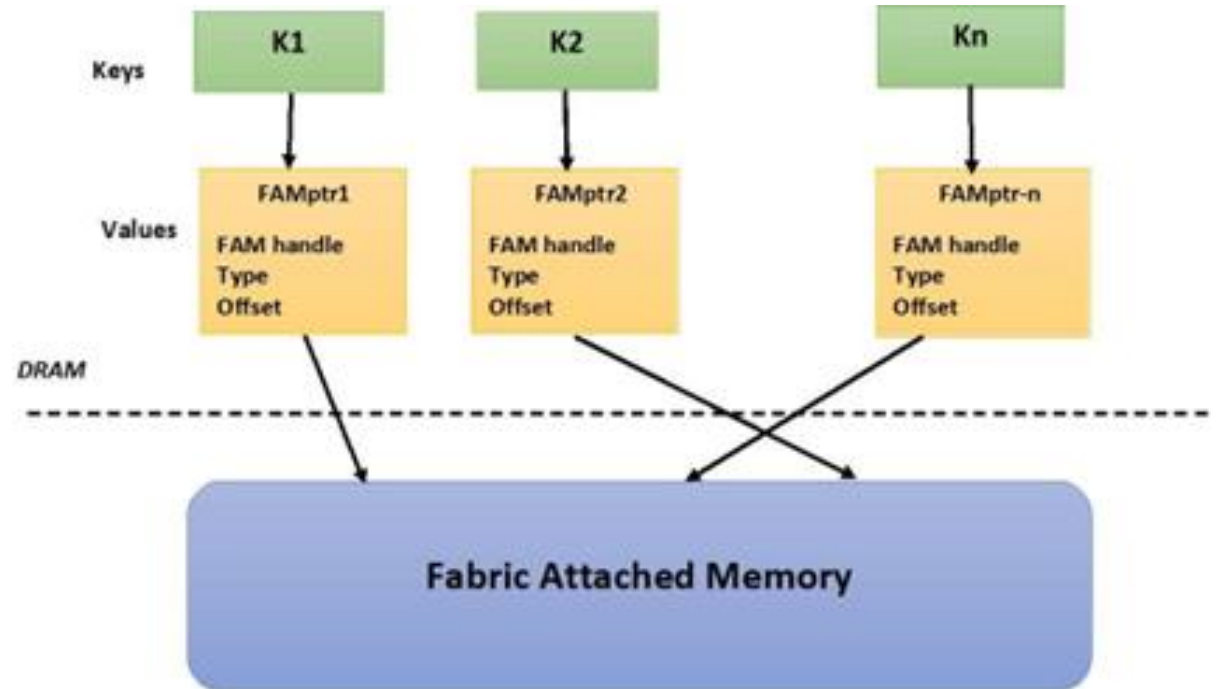 K1
K2
Kn
Keys
FAMptr1
FAM handle
Type
Offset
FAMptr2
FAM handle
Type
Offset
FAMptr-n
FAM handle
Type
Offset
Values
DRAM
Fabric Attached Memory